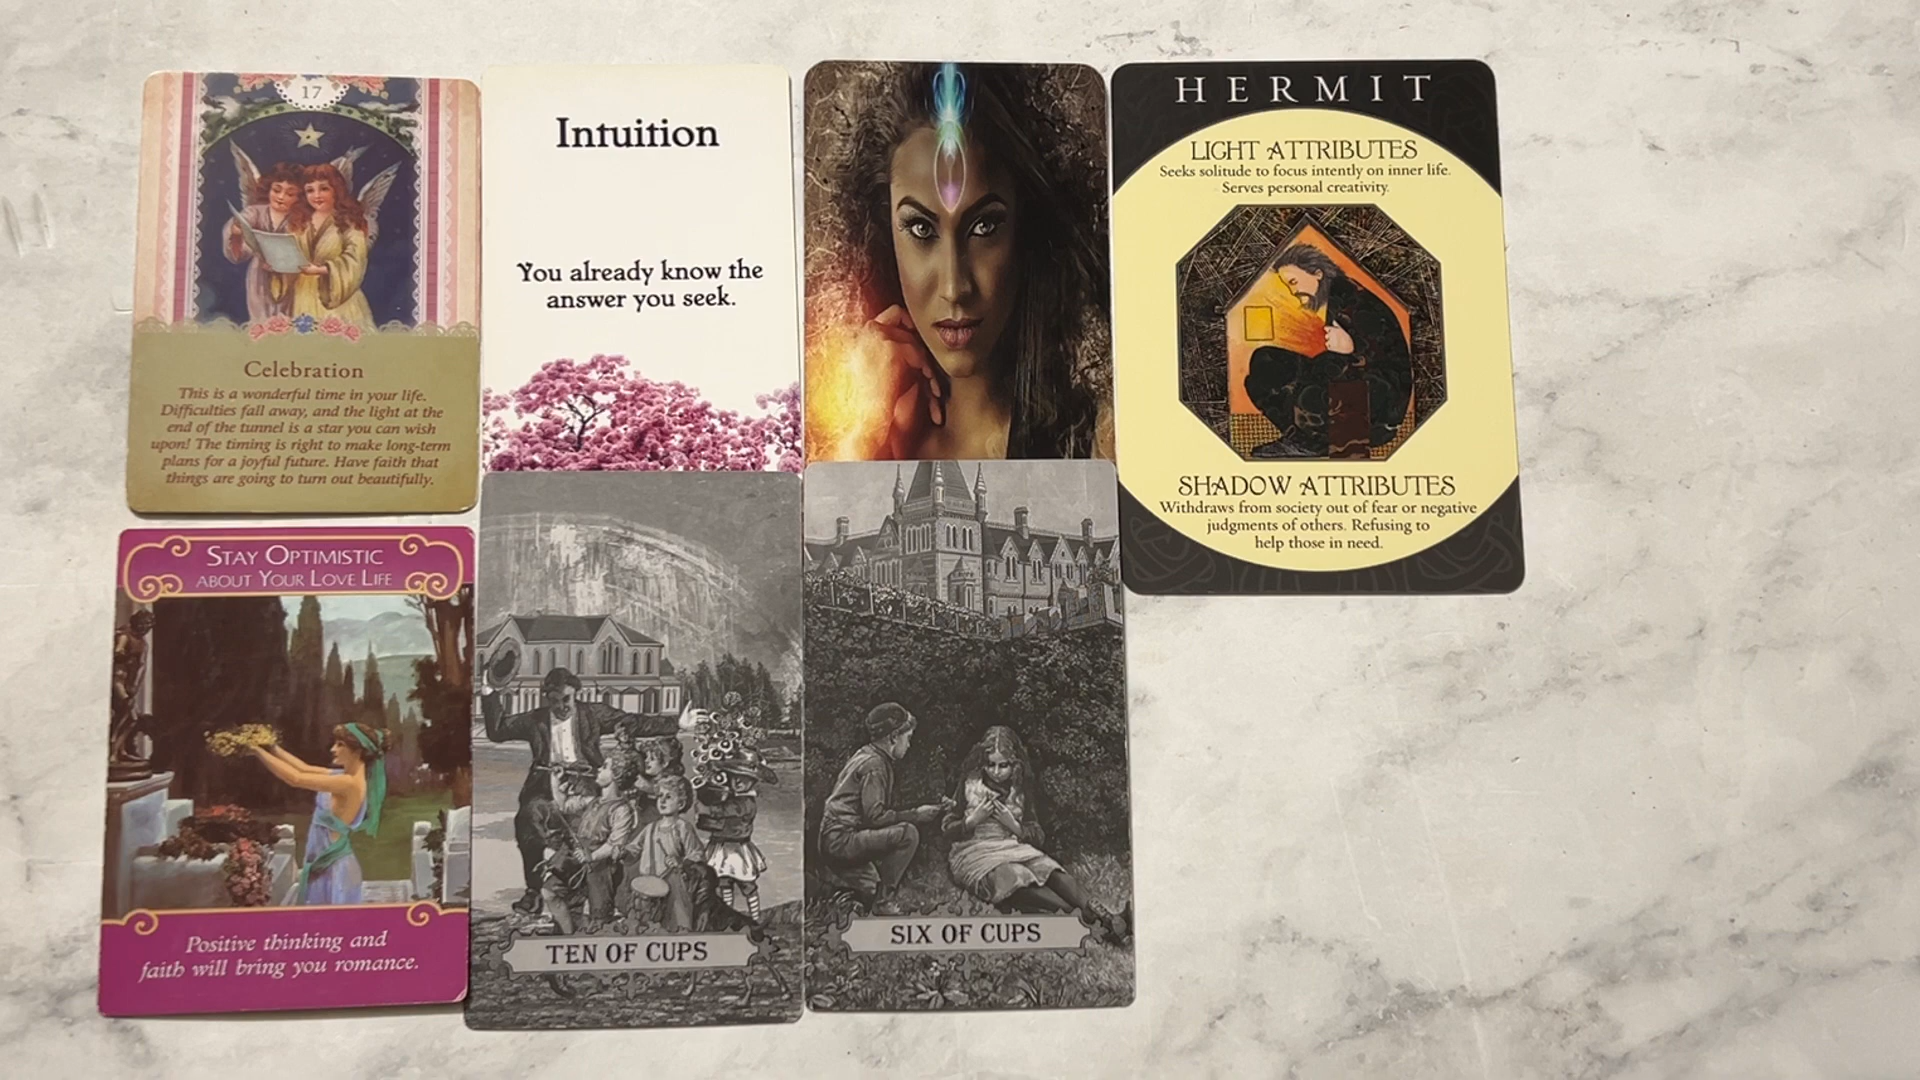 17
Celebration
This is a wonderful time in your life.
Difficulties fall away, and the light at the
end of the tunnel is a star you can wish
upon! The timing is right to make long-term
plans for a joyful future. Have faith that
things are going to turn out beautifully.
Intuition
You already know the
answer you seek.
HERMIT
LIGHT ATTRIBUTES
Seeks solitude to focus intently on inner life.
Serves personal creativity.
SHADOW ATTRIBUTES
Withdraws from society out of fear or negative
judgments of others. Refusing to
help those in need.
STAY OPTIMISTIC
ABOUT YOUR LOVE LIFE
Positive thinking and
faith will bring you romance.
TEN OF CUPS
SIX OF CUPS